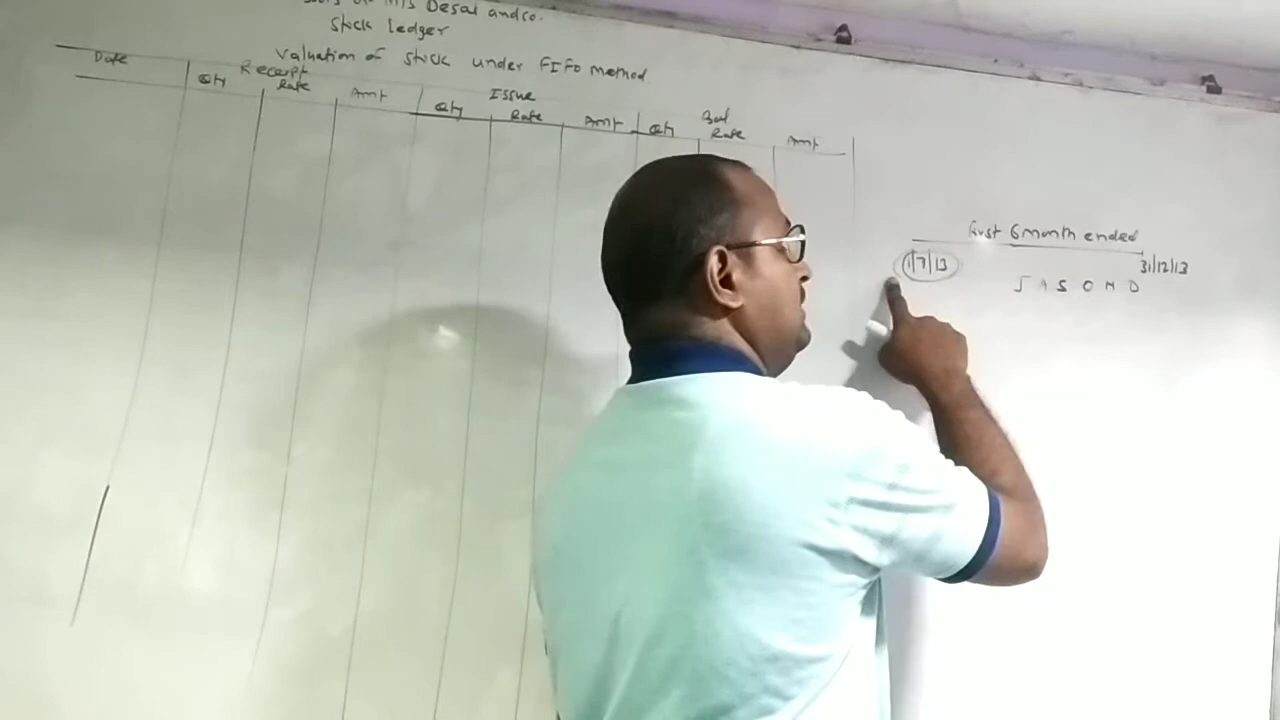 M/s Desai and co.
Stock Ledger
Valuation of Stock under FIFO method
Date Receipt Issue Bal
Qty Rate Amt Qty Rate Amt Qty Rate Amt
first 6 month ended
1/7/13 31/12/13
J A S O N D